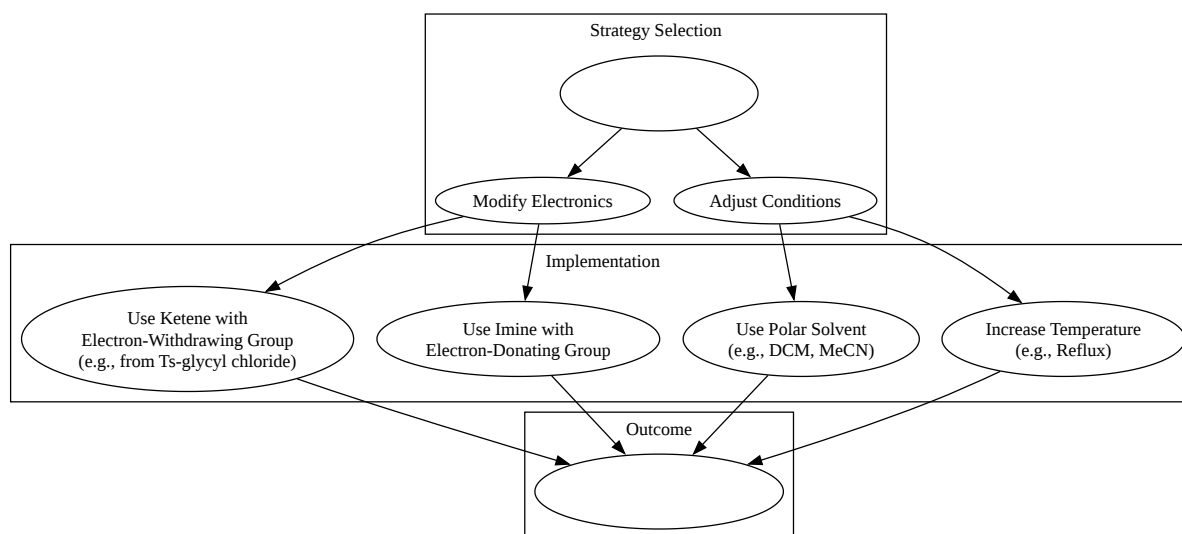 Strategy Selection
Modify Electronics
Adjust Conditions
Implementation
Use Ketene with
Electron-Withdrawing Group
(e.g., from Ts-glycyl chloride)
Use Imine with
Electron-Donating Group
Use Polar Solvent
(e.g., DCM, MeCN)
Increase Temperature
(e.g., Reflux)
Outcome